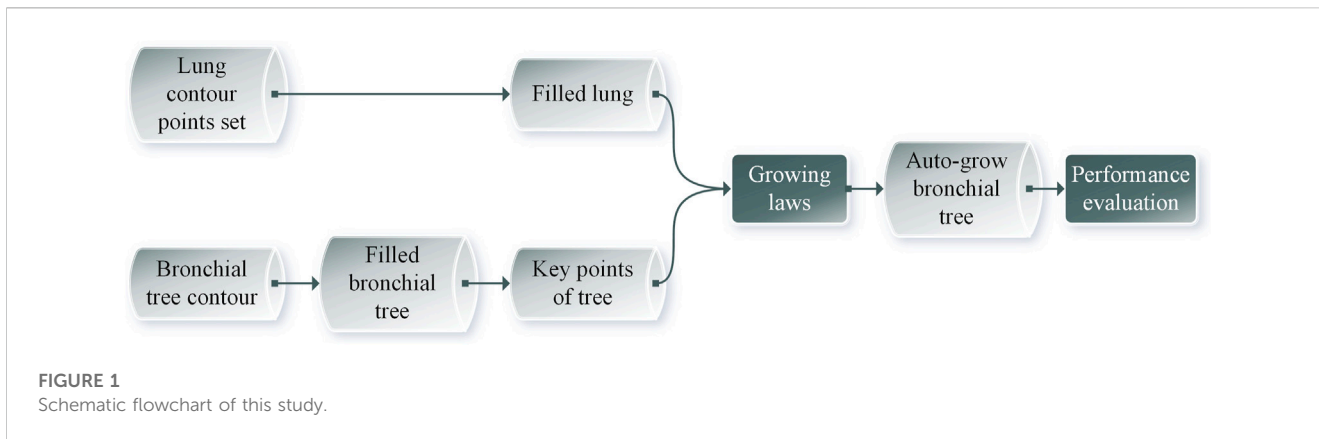 Lung
contour
points set
Filled lung
Bronchial
tree contour
Filled
bronchial
tree
Key points
of tree
Growing
laws
Auto-grow
bronchial
tree
Performance
evaluation
FIGURE 1
Schematic flowchart of this study.